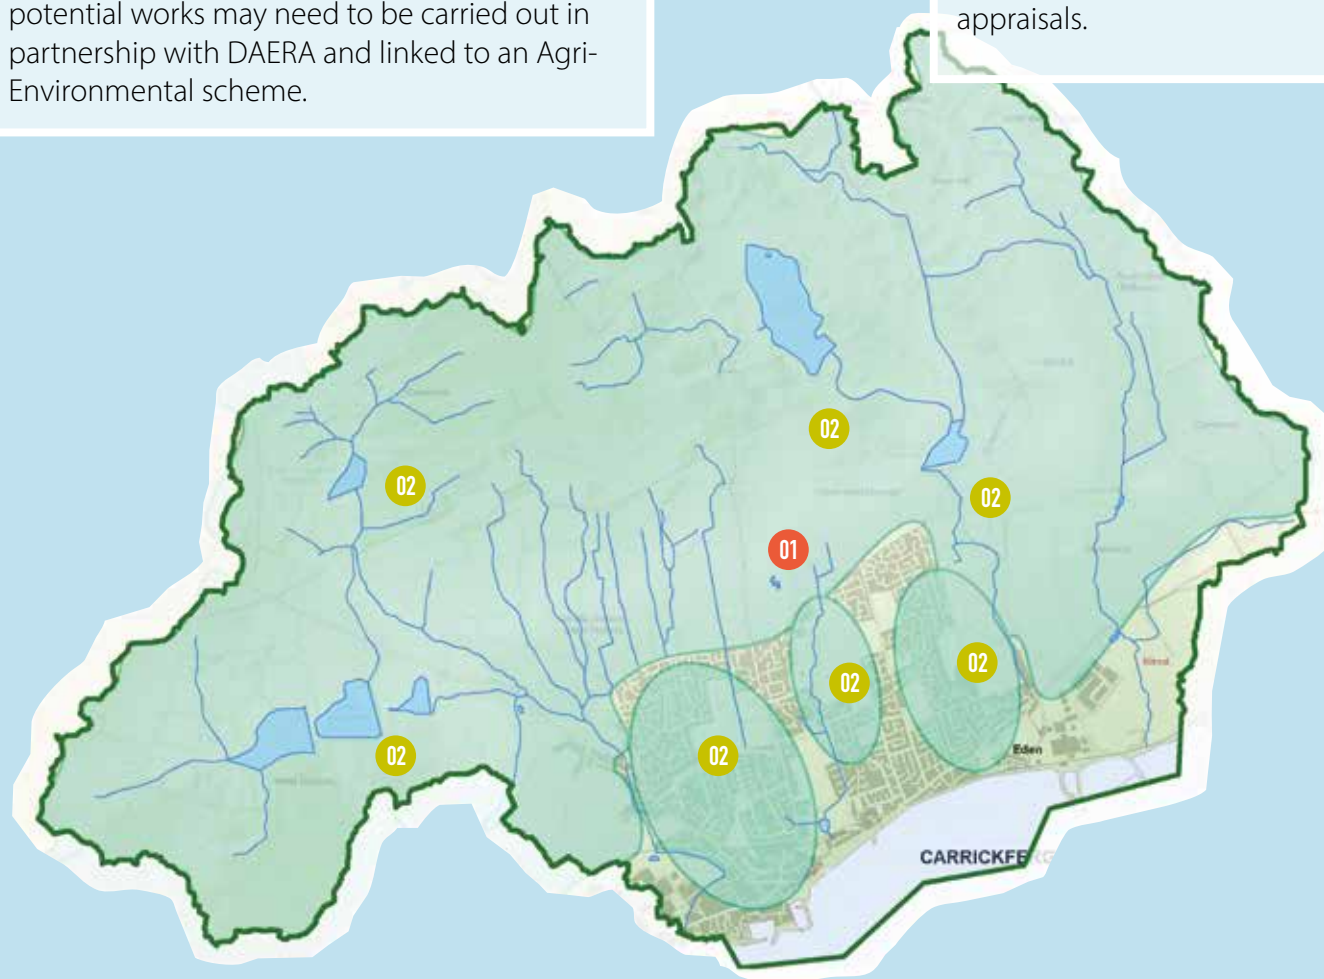 potential works may need to be carried out in
partnership with DAERA and linked to an Agri-
Environmental scheme.
appraisals.
02
02
02
01
02
02
02
02
Eden
CARRICKFERG